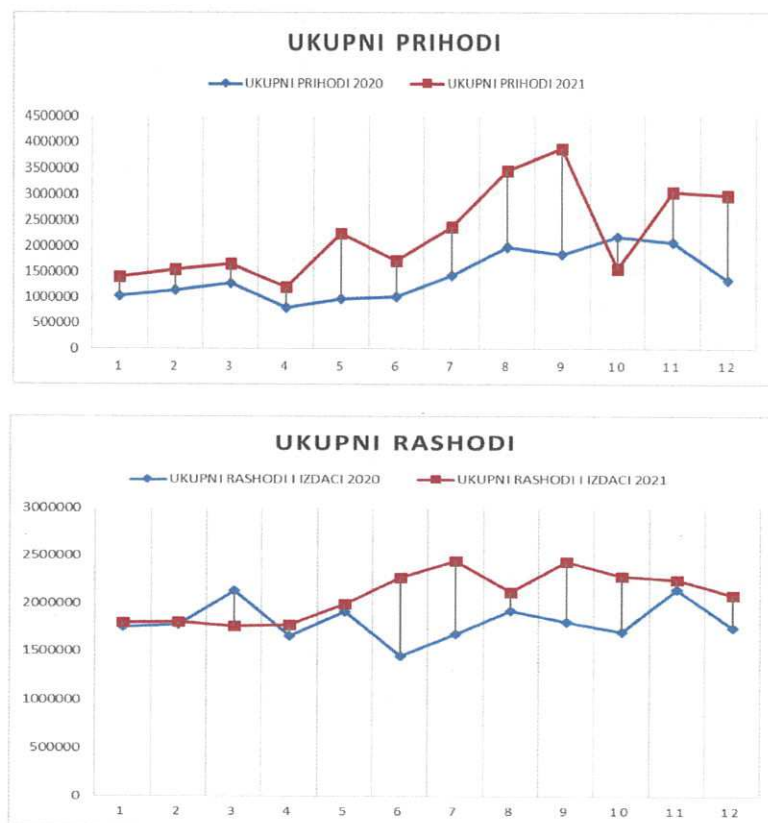 UKUPNI PRIHODI
UKUPNI PRIHODI 2020 UKUPNI PRIHODI 2021
4500000
4000000
3500000
3000000
2500000
2000000
1500000
1000000
500000
0
1 2 3 4 5 6 7 8 9 10 11 12
UKUPNI RASHODI
UKUPNI RASHODI I IZDACI 2020 UKUPNI RASHODI I IZDACI 2021
3000000
2500000
2000000
1500000
1000000
500000
0
1 2 3 4 5 6 7 8 9 10 11 12